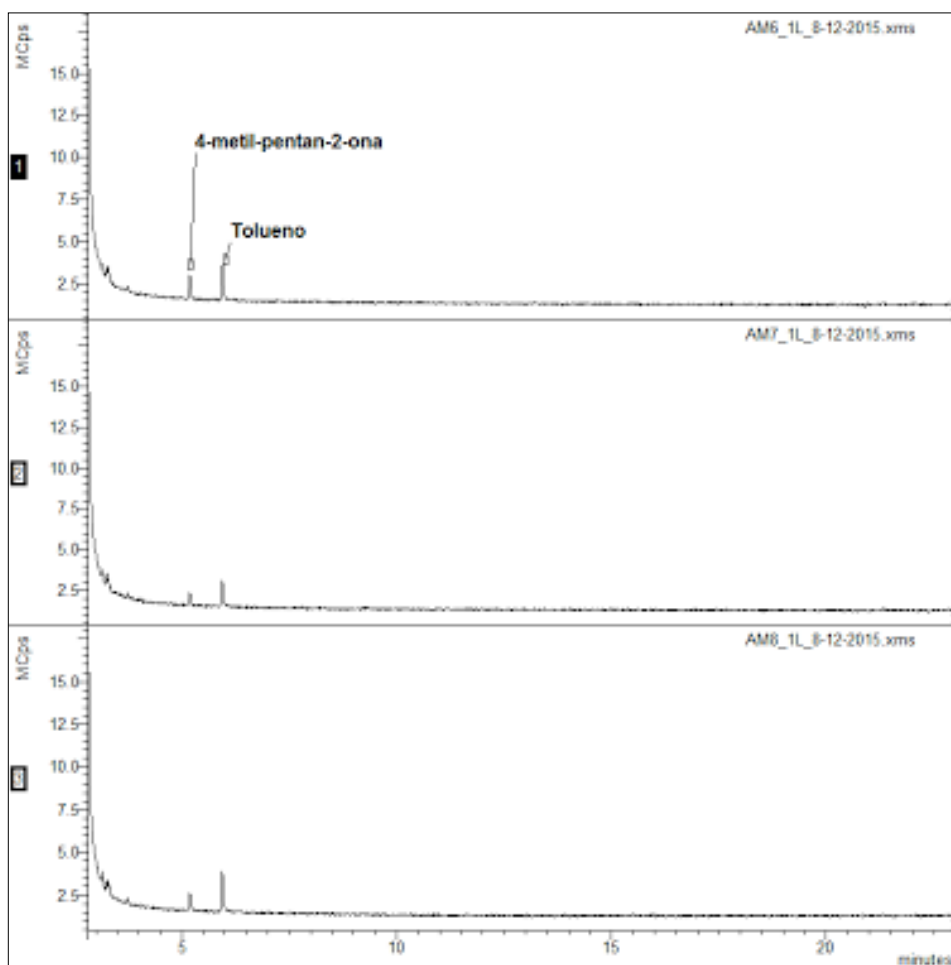 AM6_1L_8-12-2015.xms
MCps
15.0
12.5
4-metil-pentan-2-ona
10.0
1
7.5
Tolueno
5.0
2.5
AM7_1L_8-12-2015.xms
MCps
15.0
12.5
10.0
7.5
5.0
2.5
AM8_1L_8-12-2015.xms
MCps
15.0
12.5
10.0
7.5
5.0
2.5
5 10 15 20
minutes